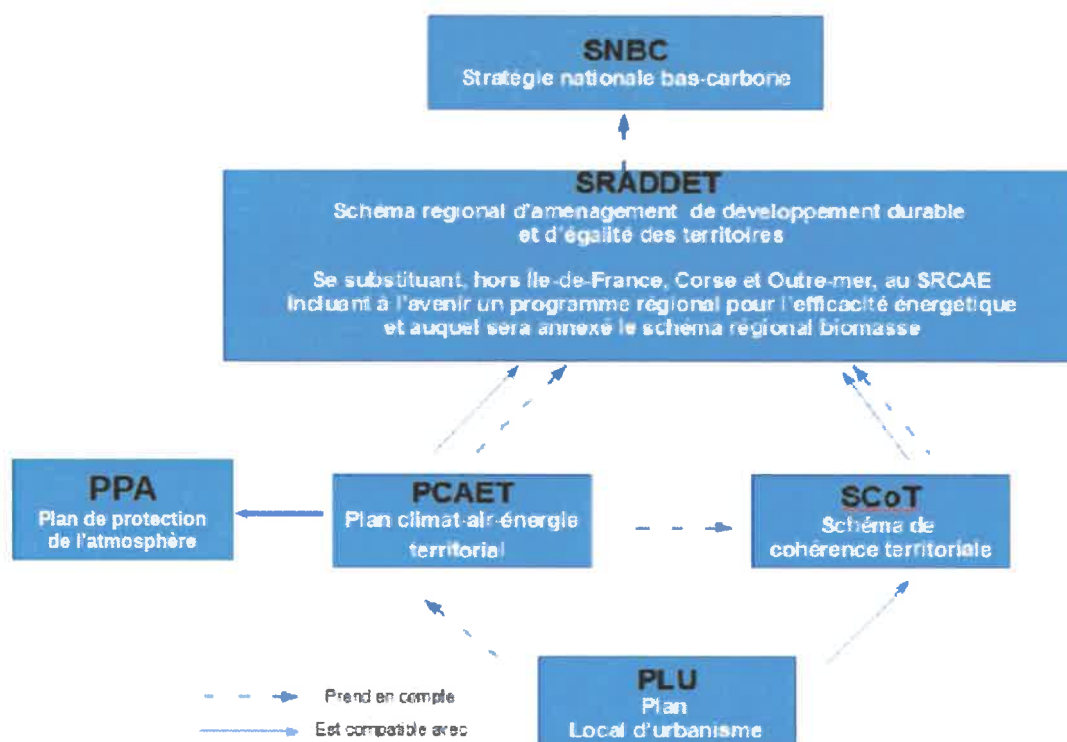 SNBC
Stratégie nationale bas-carbone
SRADDET
Schéma régional d'aménagement de développement durable
et d'égalité des territoires
Se substituant, hors Île-de-France, Corse et Outre-mer, au SRCAE
Incluant à l'avenir un programme régional pour l'efficacité énergétique
et auquel sera annexé le schéma régional biomasse
PPA
Plan de protection
de l'atmosphère
PCAET
Plan climat-air-énergie
territorial
SCoT
Schéma de
cohérence territoriale
PLU
Plan
Local d'urbanisme
Prend en compte
Est compatible avec